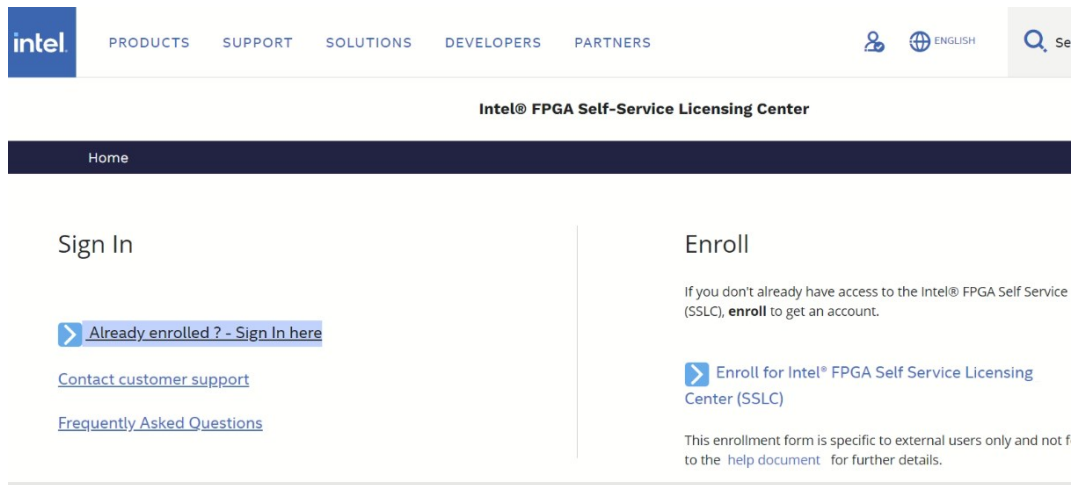 intel.
PRODUCTS SUPPORT SOLUTIONS DEVELOPERS PARTNERS
ENGLISH
Intel® FPGA Self-Service Licensing Center
Home
Sign In
Already enrolled ? - Sign In here
Contact customer support
Frequently Asked Questions
Enroll
If you don't already have access to the Intel® FPGA Self Service
(SSLC), enroll to get an account.
Enroll for Intel® FPGA Self Service Licensing
Center (SSLC)
This enrollment form is specific to external users only and not
to the help document for further details.